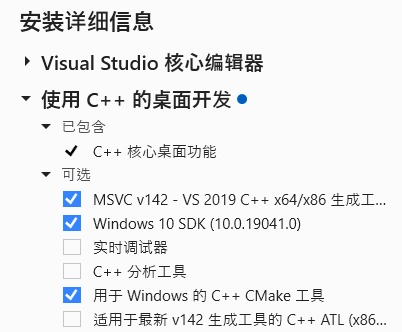 安装详细信息
Visual Studio 核心编辑器
使用 C++ 的桌面开发
已包含
C++ 核心桌面功能
可选
MSVC v142 - VS 2019 C++ x64/x86 生成工...
Windows 10 SDK (10.0.19041.0)
实时调试器
C++ 分析工具
用于 Windows 的 C++ CMake 工具
适用于最新 v142 生成工具的 C++ ATL (x86...